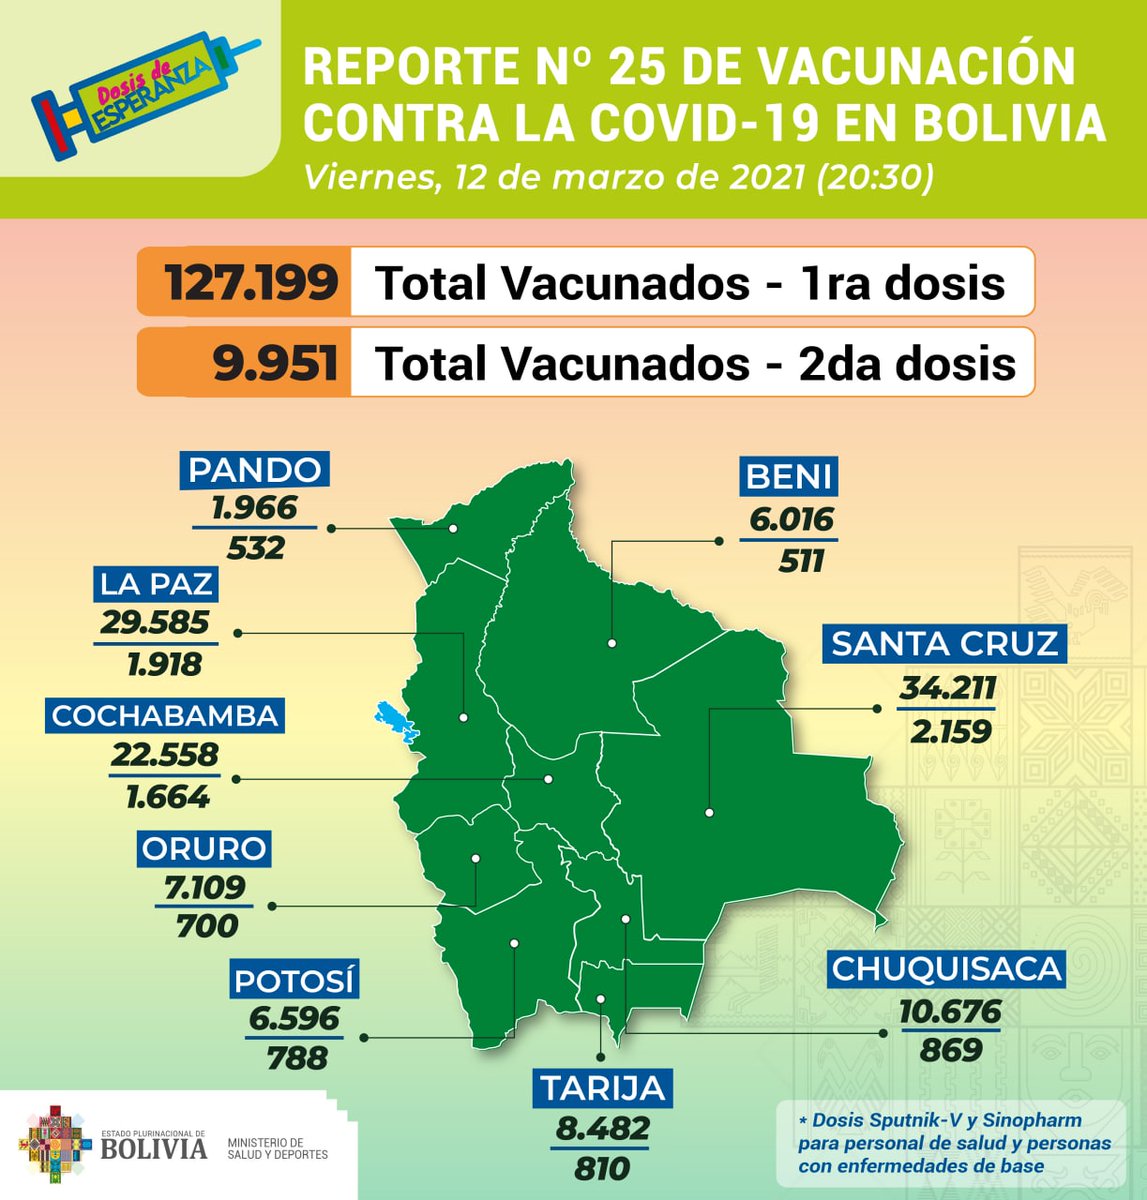 Dosis de
ESPERANZA
REPORTE Nº 25 DE VACUNACIÓN
CONTRA LA COVID-19 EN BOLIVIA
Viernes, 12 de marzo de 2021 (20:30)
127.199 Total Vacunados - 1ra dosis
9.951 Total Vacunados - 2da dosis
PANDO
1.966
532
BENI
6.016
511
LA PAZ
29.585
1.918
SANTA CRUZ
34.211
2.159
COCHABAMBA
22.558
1.664
ORURO
7.109
700
POTOSÍ
6.596
788
CHUQUISACA
10.676
869
TARIJA
8.482
810
* Dosis Sputnik-V y Sinopharm
para personal de salud y personas
con enfermedades de base
ESTADO PLURINACIONAL DE
BOLIVIA
MINISTERIO DE
SALUD Y DEPORTES